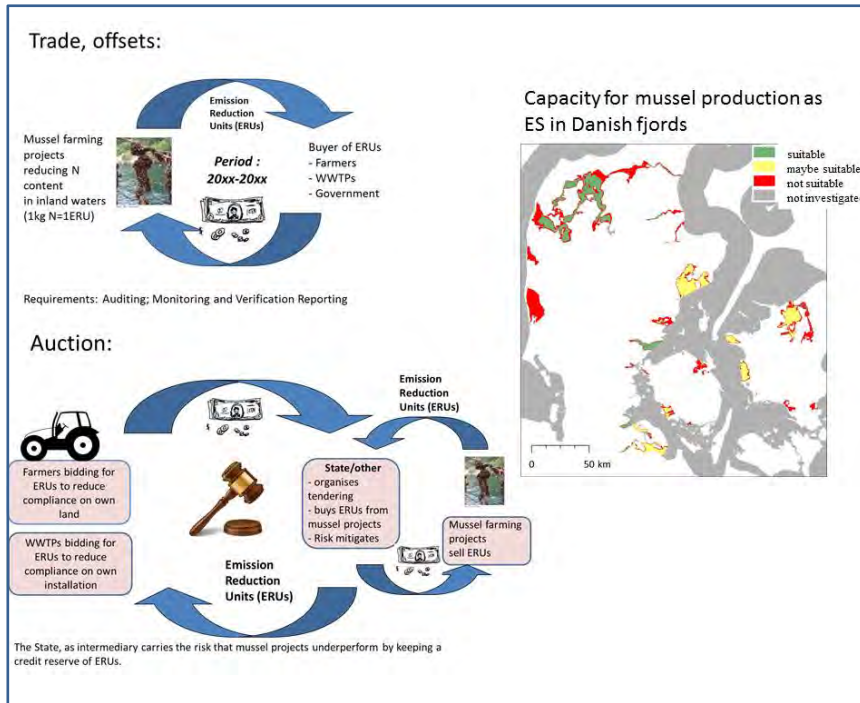 Trade, offsets:
Emission
Reduction
Units (ERUs)
Mussel farming
projects
reducing N
content
in inland waters
(1kg N=1ERU)
Period :
20xx-20xx
Buyer of ERUs
- Farmers
- WWTPs
- Government
Requirements: Auditing; Monitoring and Verification Reporting
Auction:
Emission
Reduction
Units (ERUs)
Farmers bidding for
ERUs to reduce
compliance on own
land
WWTPs bidding for
ERUs to reduce
compliance on own
installation
State/other
- organises
tendering
- buys ERUs from
mussel projects
- Risk mitigates
Mussel farming
projects
sell ERUs
Emission
Reduction
Units (ERUs)
The State, as intermediary carries the risk that mussel projects underperform by keeping a
credit reserve of ERUs.
Capacity for mussel production as
ES in Danish fjords
suitable
maybe suitable
not suitable
not investigated
0 50 km